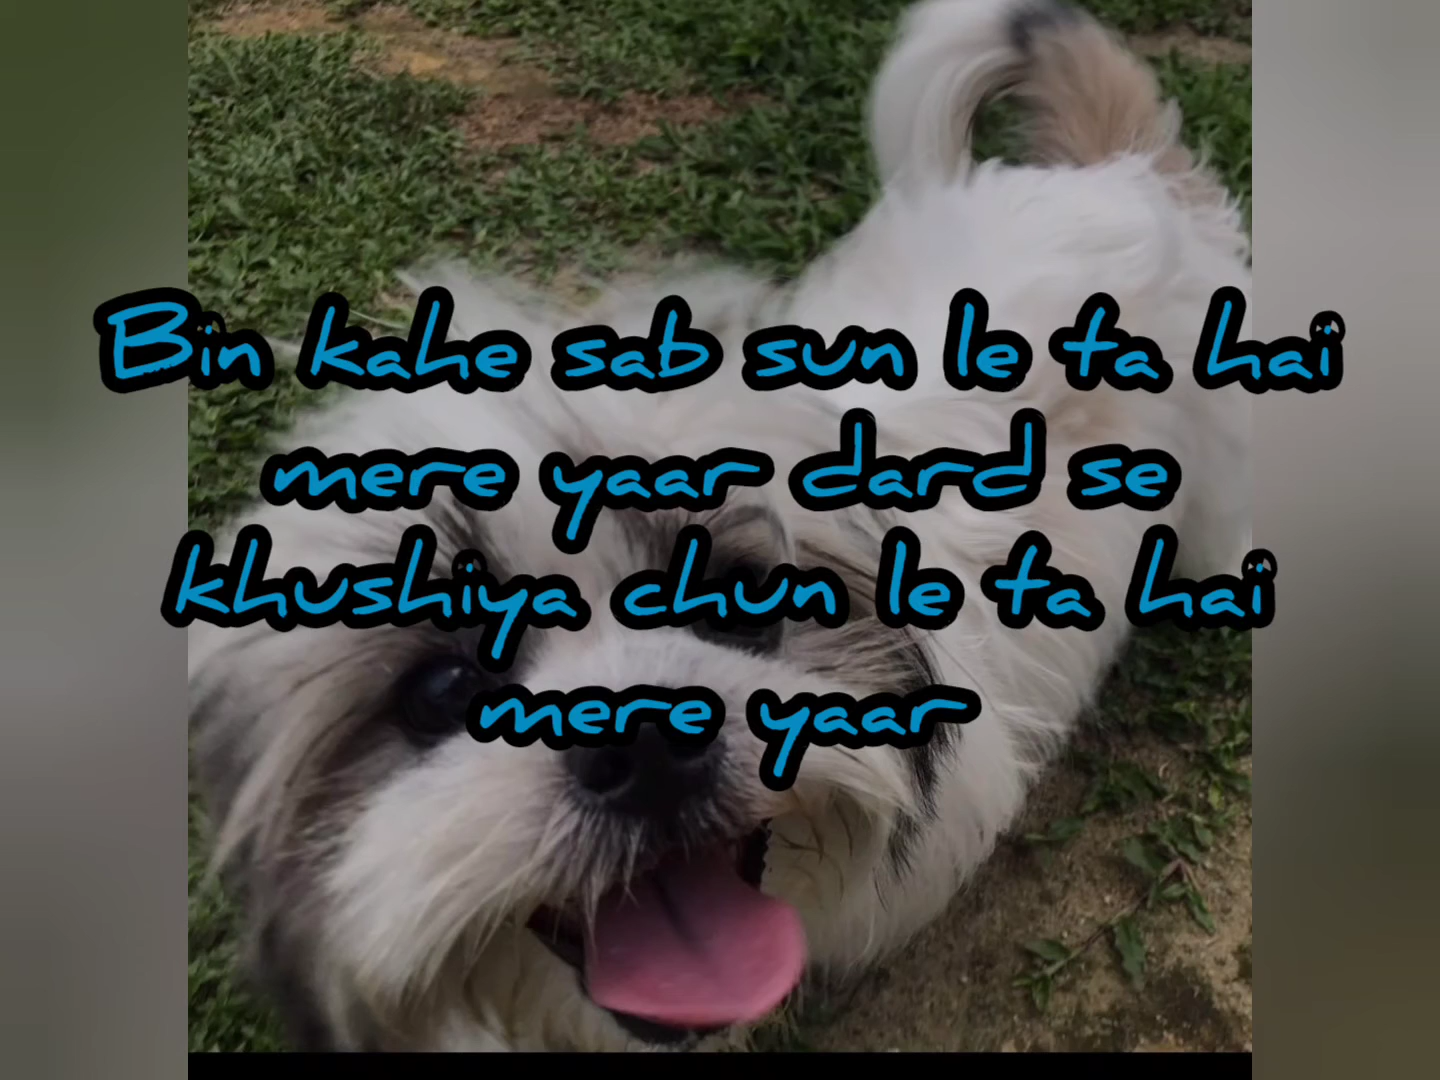 Bin kahe sab sun le ta hai
mere yaar dard se
khushiya chun le ta hai
mere yaar